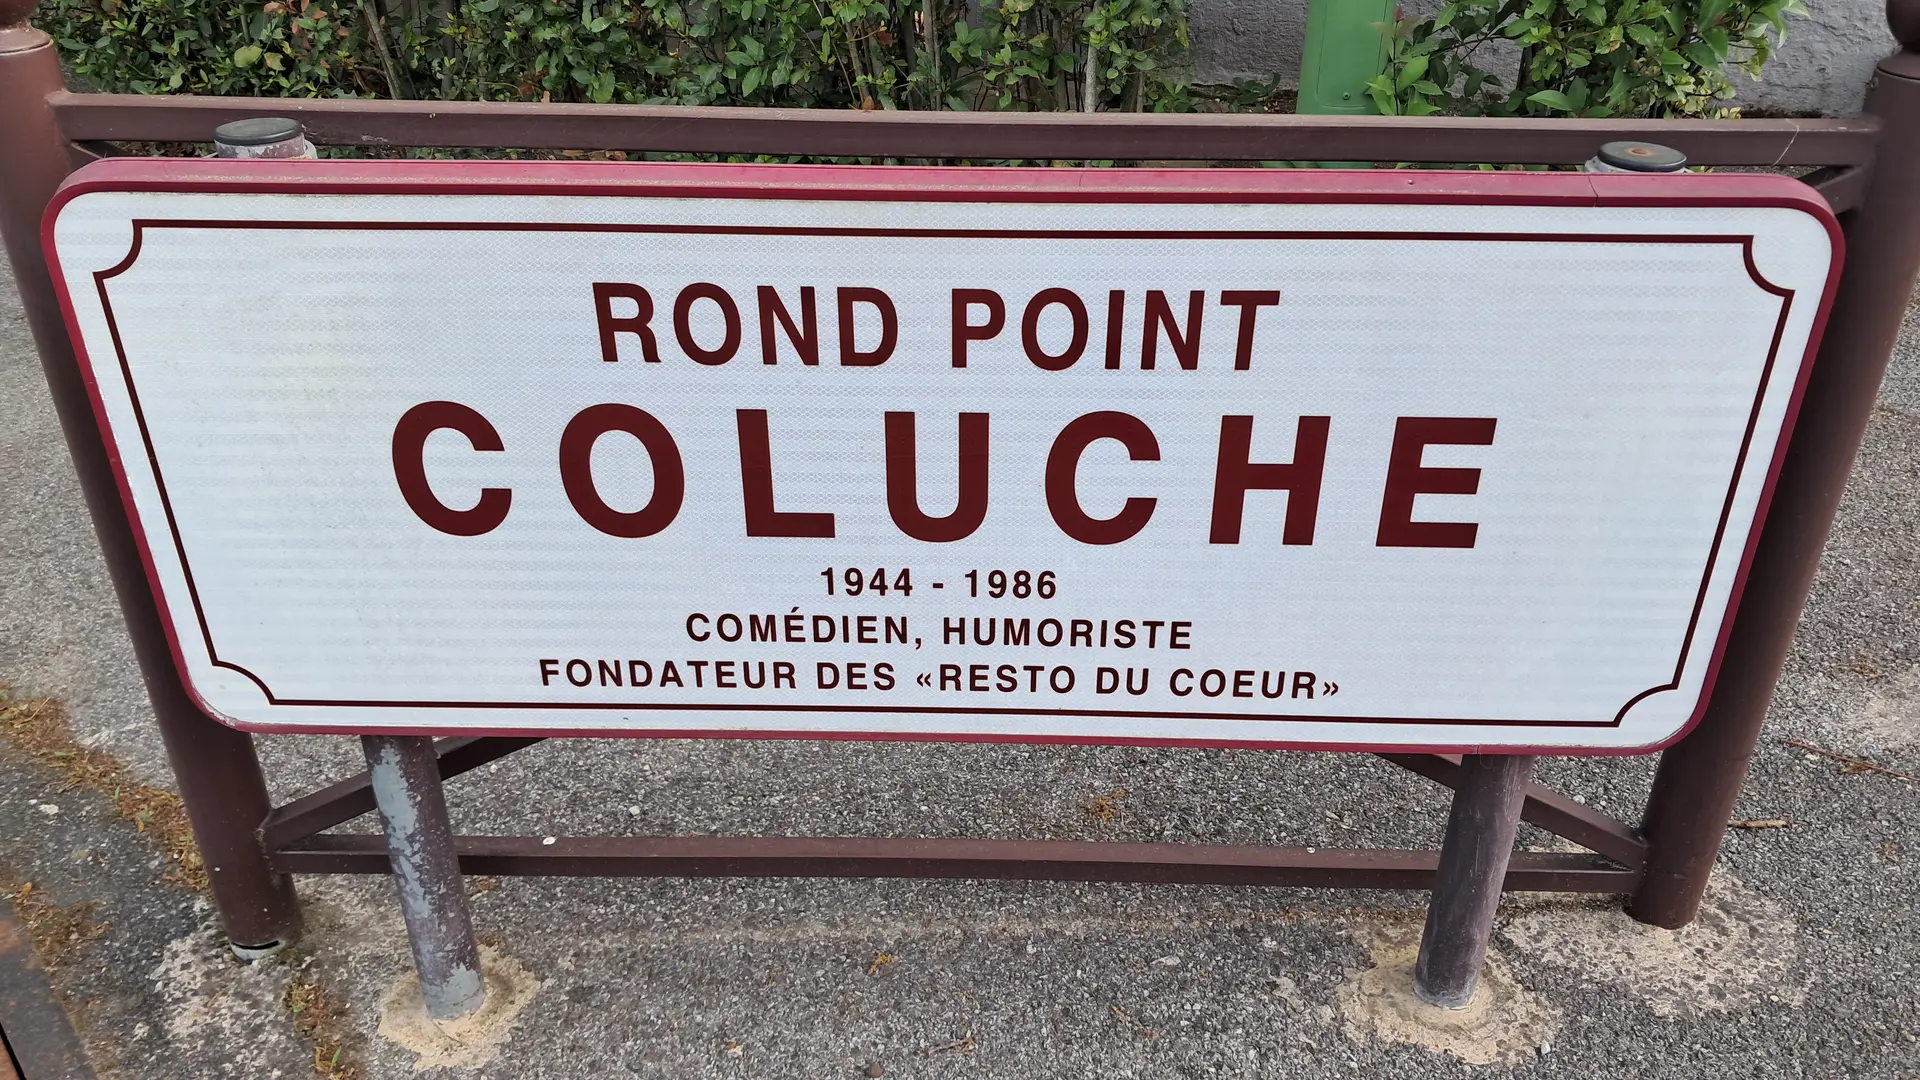 ROND POINT
COLUCHE
1944 - 1986
COMÉDIEN, HUMORISTE
FONDATEUR DES «RESTO DU COEUR»